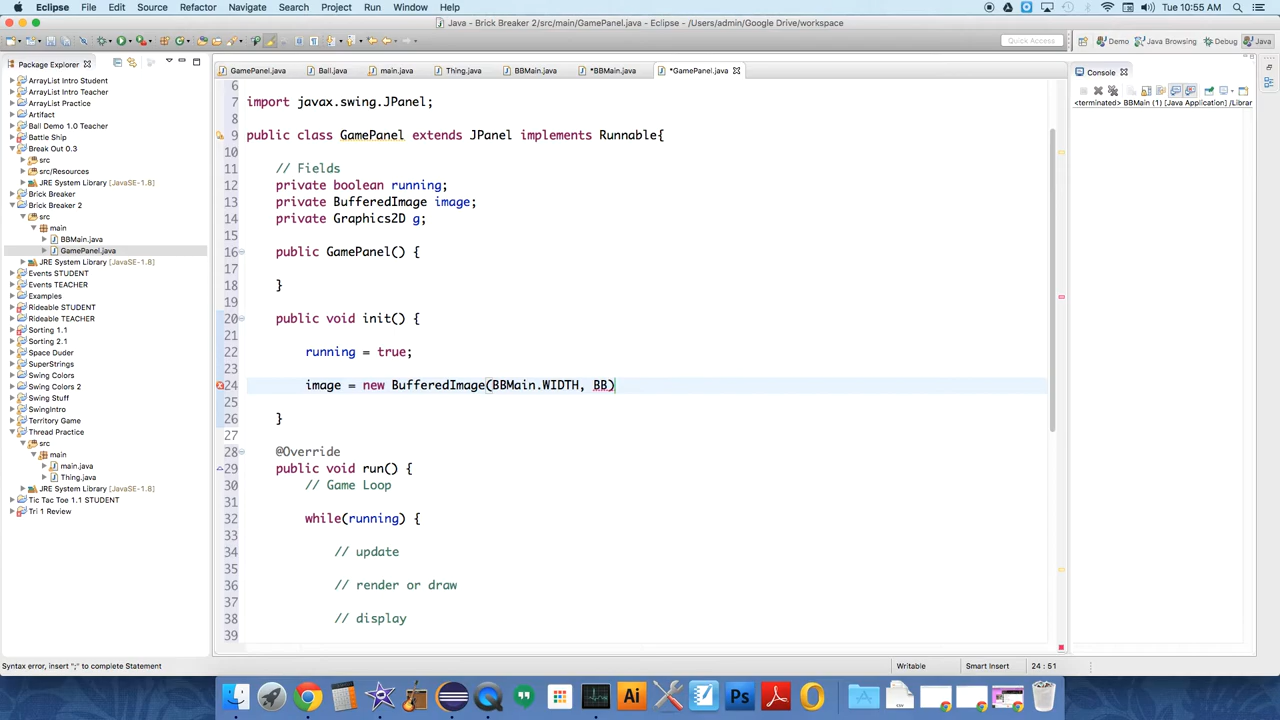 Eclipse File Edit Source Refactor Navigate Search Project Run Window Help Tue 10:55 AM
Java - Brick Breaker 2/src/main/GamePanel.java - Eclipse - /Users/admin/Google Drive/workspace
Quick Access Demo Java Browsing Debug Java
Package Explorer
GamePanel.java Ball.java main.java Thing.java BBMain.java *BBMain.java *GamePanel.java
Console
<terminated> BBMain (1) [Java Application] /Librar
ArrayList Intro Student
ArrayList Intro Teacher
ArrayList Practice
Artifact
Ball Demo 1.0 Teacher
Battle Ship
Break Out 0.3
src
src/Resources
JRE System Library [JavaSE-1.8]
Brick Breaker
Brick Breaker 2
src
main
BBMain.java
GamePanel.java
JRE System Library [JavaSE-1.8]
Events STUDENT
Events TEACHER
Examples
Rideable STUDENT
Rideable TEACHER
Sorting 1.1
Sorting 2.1
Space Duder
SuperStrings
Swing Colors
Swing Colors 2
Swing Stuff
SwingIntro
Territory Game
Thread Practice
src
main
main.java
Thing.java
JRE System Library [JavaSE-1.8]
Tic Tac Toe 1.1 STUDENT
Tri 1 Review
6
7 import javax.swing.JPanel;
8
9 public class GamePanel extends JPanel implements Runnable{
10
11 // Fields
12 private boolean running;
13 private BufferedImage image;
14 private Graphics2D g;
15
16 public GamePanel() {
17
18 }
19
20 public void init() {
21
22 running = true;
23
24 image = new BufferedImage(BBMain.WIDTH, BB)
25
26 }
27
28 @Override
29 public void run() {
30 // Game Loop
31
32 while(running) {
33
34 // update
35
36 // render or draw
37
38 // display
39
Syntax error, insert ";" to complete Statement Writable Smart Insert 24 : 51
Ai Ps